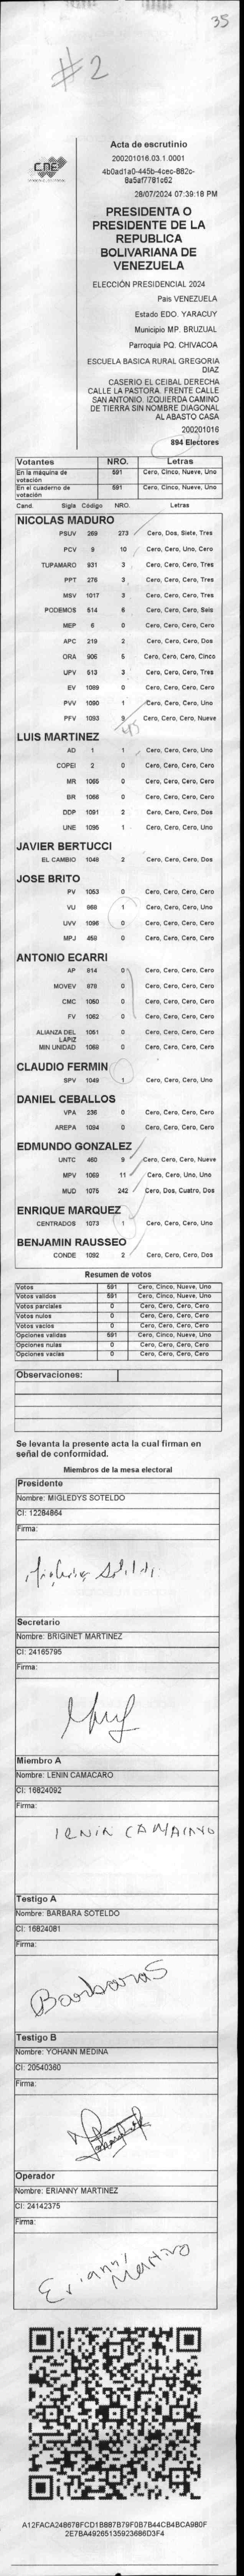 35
#2
CNE
Acta de escrutinio
200201016.03.1.0001
4b0ad1a0-445b-4cec-882c-
8a5af7781c62
28/07/2024 07:39:18 PM
PRESIDENTA O
PRESIDENTE DE LA
REPUBLICA
BOLIVARIANA DE
VENEZUELA
ELECCIÓN PRESIDENCIAL 2024
Pais VENEZUELA
Estado EDO. YARACUY
Municipio MP. BRUZUAL
Parroquia PQ. CHIVACOA
ESCUELA BASICA RURAL GREGORIA
DIAZ
CASERIO EL CEIBAL DERECHA
CALLE LA PASTORA. FRENTE CALLE
SAN ANTONIO. IZQUIERDA CAMINO
DE TIERRA SIN NOMBRE DIAGONAL
AL ABASTO CASA
200201016
894 Electores
Votantes NRO. Letras
En la máquina de votación 591 Cero, Cinco, Nueve, Uno
En el cuaderno de votación 591 Cero, Cinco, Nueve, Uno
Cand. Sigla Código NRO. Letras
NICOLAS MADURO
PSUV 269 273 Cero, Dos, Siete, Tres
PCV 9 10 Cero, Cero, Uno, Cero
TUPAMARO 931 3 Cero, Cero, Cero, Tres
PPT 276 3 Cero, Cero, Cero, Tres
MSV 1017 3 Cero, Cero, Cero, Tres
PODEMOS 514 6 Cero, Cero, Cero, Seis
MEP 6 0 Cero, Cero, Cero, Cero
APC 219 2 Cero, Cero, Cero, Dos
ORA 906 5 Cero, Cero, Cero, Cinco
UPV 513 3 Cero, Cero, Cero, Tres
EV 1089 0 Cero, Cero, Cero, Cero
PVV 1090 1 Cero, Cero, Cero, Uno
PFV 1093 9 Cero, Cero, Cero, Nueve
LUIS MARTINEZ
AD 1 1 Cero, Cero, Cero, Uno
COPEI 2 0 Cero, Cero, Cero, Cero
MR 1065 0 Cero, Cero, Cero, Cero
BR 1056 0 Cero, Cero, Cero, Cero
DDP 1091 2 Cero, Cero, Cero, Dos
UNE 1095 1 Cero, Cero, Cero, Uno
JAVIER BERTUCCI
EL CAMBIO 1048 2 Cero, Cero, Cero, Dos
JOSE BRITO
PV 1053 0 Cero, Cero, Cero, Cero
VU 868 1 Cero, Cero, Cero, Uno
UVV 1096 0 Cero, Cero, Cero, Cero
MPJ 458 0 Cero, Cero, Cero, Cero
ANTONIO ECARRI
AP 814 0 Cero, Cero, Cero, Cero
MOVEV 878 0 Cero, Cero, Cero, Cero
CMC 1050 0 Cero, Cero, Cero, Cero
FV 1062 0 Cero, Cero, Cero, Cero
ALIANZA DEL LAPIZ 1051 0 Cero, Cero, Cero, Cero
MIN UNIDAD 1068 0 Cero, Cero, Cero, Cero
CLAUDIO FERMIN
SPV 1049 1 Cero, Cero, Cero, Uno
DANIEL CEBALLOS
VPA 236 0 Cero, Cero, Cero, Cero
AREPA 1094 0 Cero, Cero, Cero, Cero
EDMUNDO GONZALEZ
UNTC 460 9 Cero, Cero, Cero, Nueve
MPV 1069 11 Cero, Cero, Uno, Uno
MUD 1075 242 Cero, Dos, Cuatro, Dos
ENRIQUE MARQUEZ
CENTRADOS 1073 1 Cero, Cero, Cero, Uno
BENJAMIN RAUSSEO
CONDE 1092 2 Cero, Cero, Cero, Dos
Resumen de votos
Votos 591 Cero, Cinco, Nueve, Uno
Votos validos 591 Cero, Cinco, Nueve, Uno
Votos parciales 0 Cero, Cero, Cero, Cero
Votos nulos 0 Cero, Cero, Cero, Cero
Votos vacios 0 Cero, Cero, Cero, Cero
Opciones validas 591 Cero, Cinco, Nueve, Uno
Opciones nulas 0 Cero, Cero, Cero, Cero
Opciones vacias 0 Cero, Cero, Cero, Cero
Observaciones:
Se levanta la presente acta la cual firman en
señal de conformidad.
Miembros de la mesa electoral
Presidente
Nombre: MIGLEDYS SOTELDO
CI: 12284864
Firma:
Secretario
Nombre: BRIGINET MARTINEZ
CI: 24165795
Firma:
Miembro A
Nombre: LENIN CAMACARO
CI: 16824092
Firma:
LENIN CAMACARO
Testigo A
Nombre: BARBARA SOTELDO
CI: 16824081
Firma:
BarbaraS
Testigo B
Nombre: YOHANN MEDINA
CI: 20540360
Firma:
Operador
Nombre: ERIANNY MARTINEZ
CI: 24142375
Firma:
Erianni Martinez
A12FACA248678FCD1B887B79F0B7B44CB4BCA980F
2E7BA49265135923686D3F4